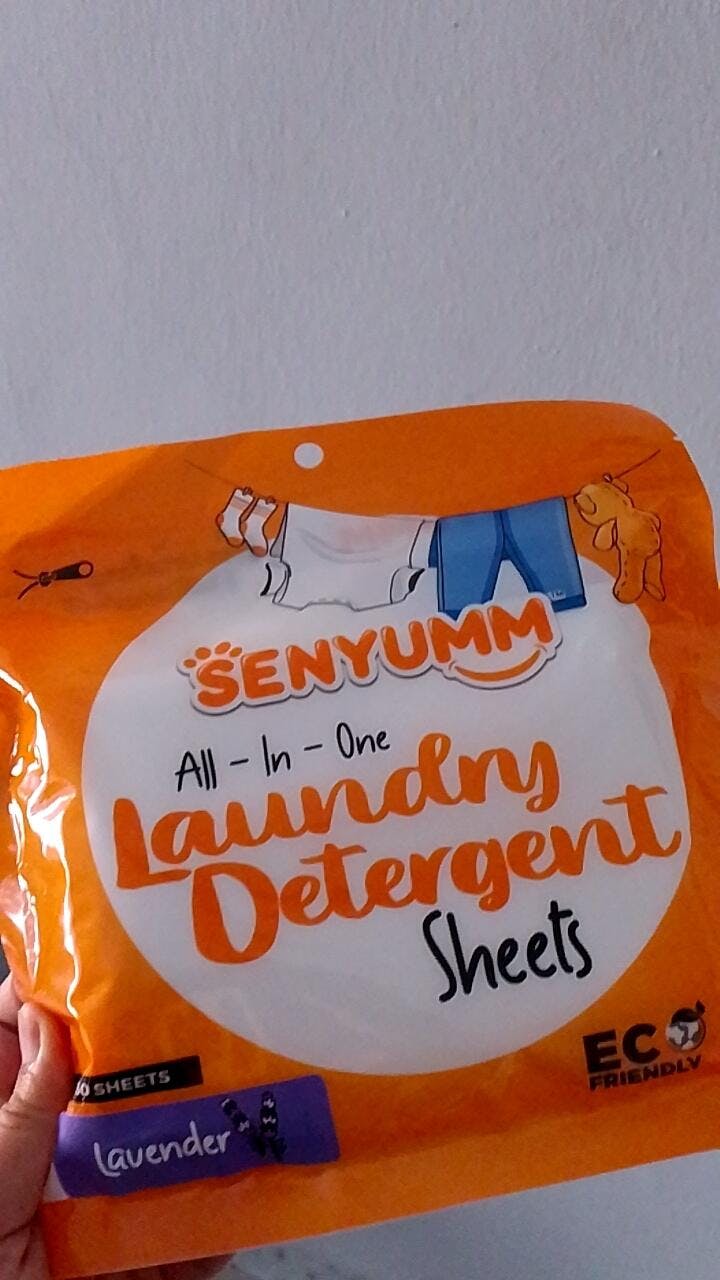 SENYUMM
All - In - One
Laundry
Detergent
Sheets
ECO
FRIENDLY
SHEETS
Lavender